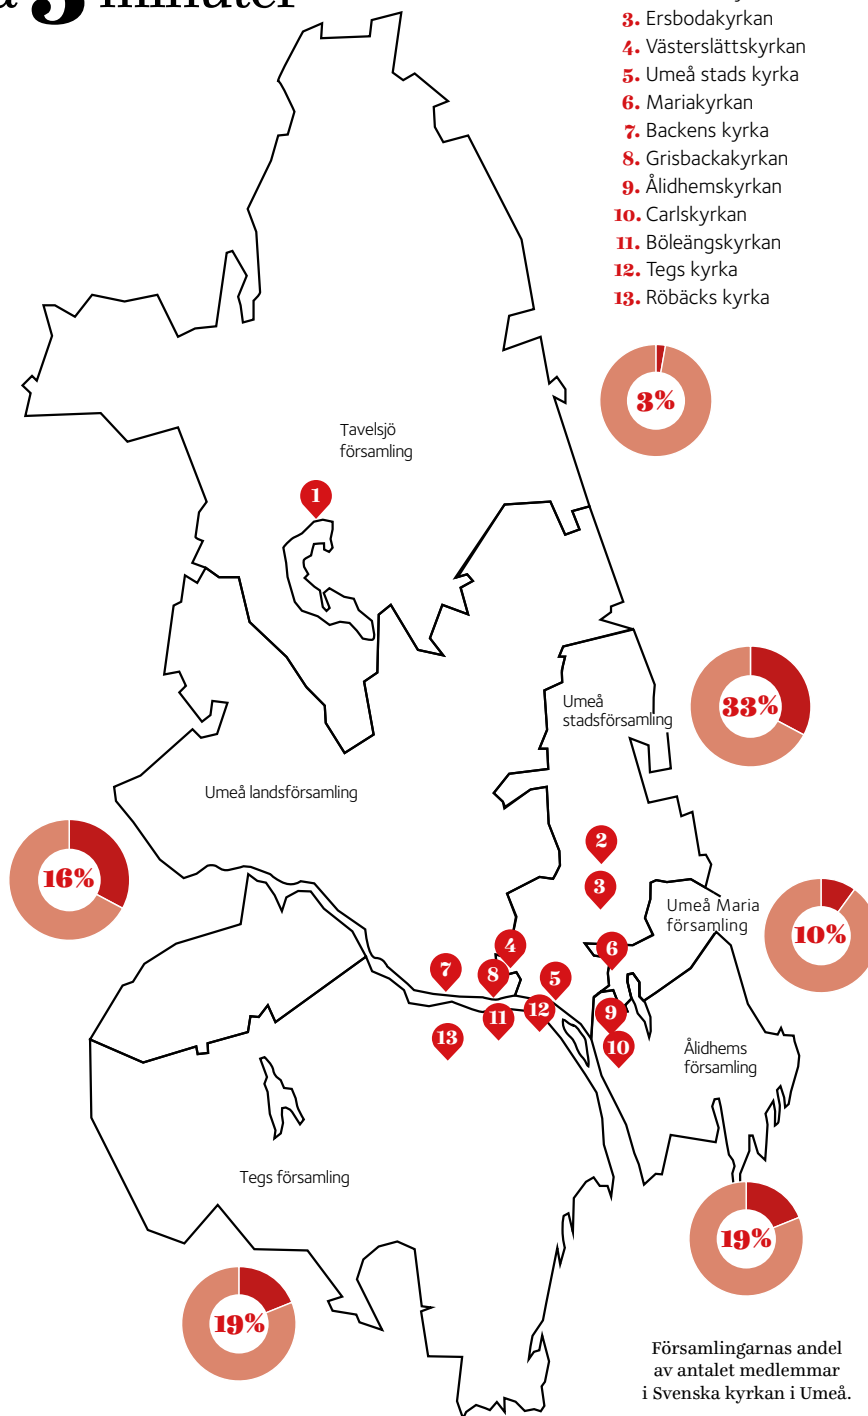 5 minuter
3. Ersbodakyrkan
4. Västerslättskyrkan
5. Umeå stads kyrka
6. Mariakyrkan
7. Backens kyrka
8. Grisbackakyrkan
9. Ålidhemskyrkan
10. Carlskyrkan
11. Böleängskyrkan
12. Tegs kyrka
13. Röbäcks kyrka
3%
Tavelsjö
församling
1
Umeå
stadsförsamling
33%
Umeå landsförsamling
2
16%
3
Umeå Maria
församling
10%
4
6
7
8
5
11
12
9
13
10
Ålidhems
församling
Tegs församling
19%
19%
Församlingarnas andel
av antalet medlemmar
i Svenska kyrkan i Umeå.